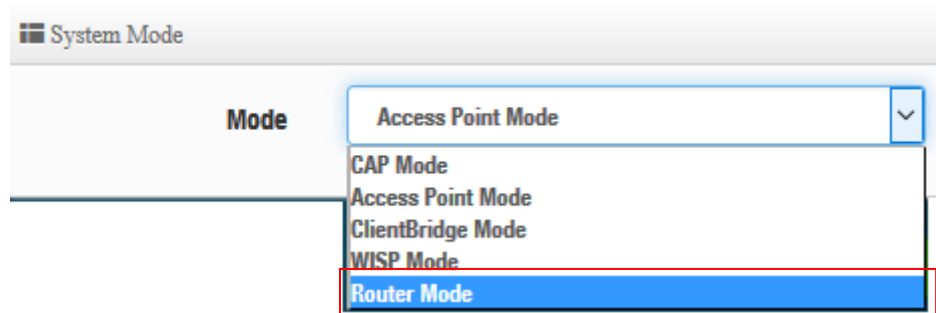 System Mode
Mode Access Point Mode
CAP Mode
Access Point Mode
ClientBridge Mode
WISP Mode
Router Mode